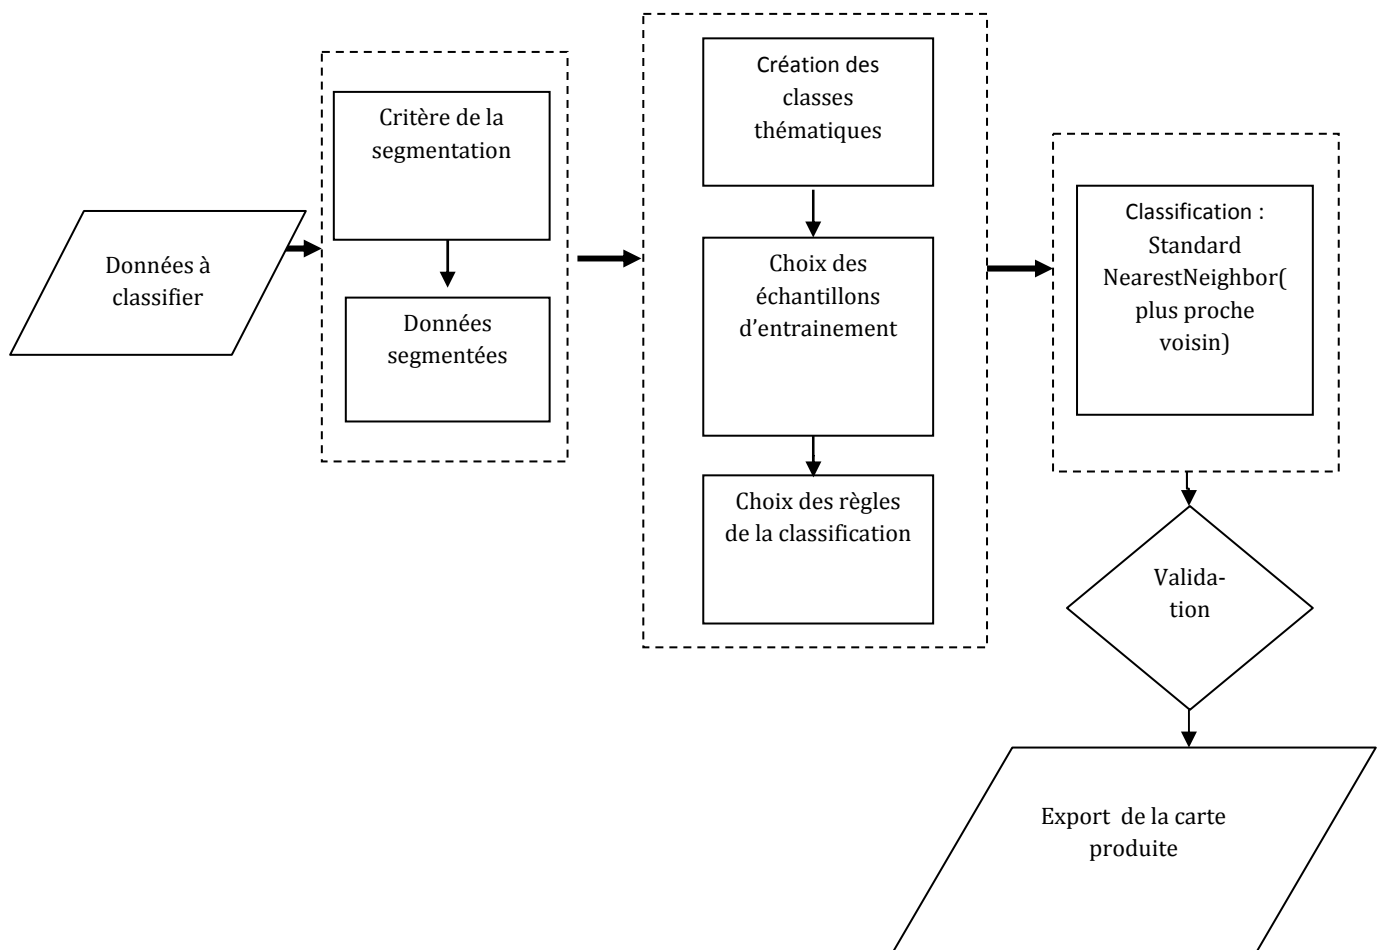 Données à
classifier
Critère de la
segmentation
Données
segmentées
Création des
classes
thématiques
Choix des
échantillons
d’entrainement
Choix des règles
de la classification
Classification :
Standard
NearestNeighbor(
plus proche
voisin)
Valida-
tion
Export  de la carte
produite